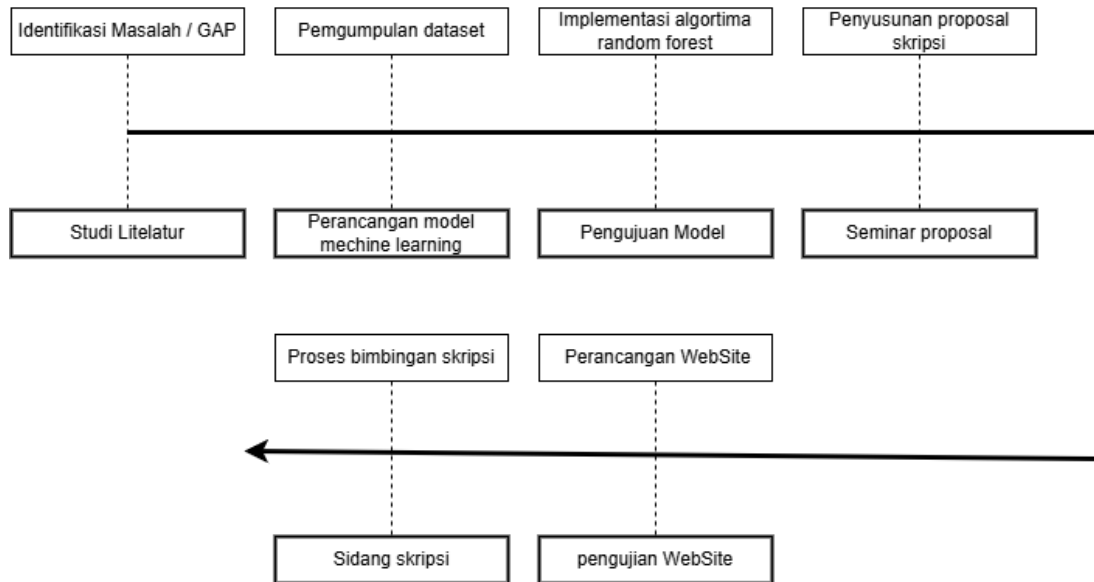 Identifikasi Masalah / GAP
Pemgumpulan dataset
Implementasi algortima
random forest
Penyusunan proposal
skripsi
Studi Litelatur
Perancangan model
mechine learning
Pengujuan Model
Seminar proposal
Proses bimbingan skripsi
Perancangan WebSite
Sidang skripsi
pengujian WebSite